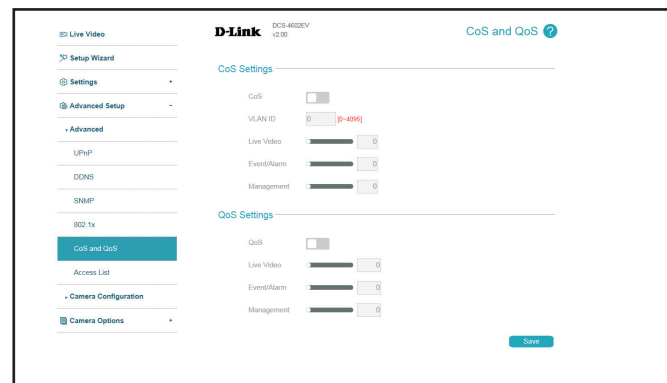 Live Video
Setup Wizard
Settings +
Advanced Setup -
Advanced
UPnP
DDNS
SNMP
802.1x
CoS and QoS
Access List
Camera Configuration
Camera Options +
D-Link DCS-4602EV
v2.00
CoS and QoS ?
CoS Settings
CoS
VLAN ID 0 [0~4095]
Live Video 0
Event/Alarm 0
Management 0
QoS Settings
QoS
Live Video 0
Event/Alarm 0
Management 0
Save